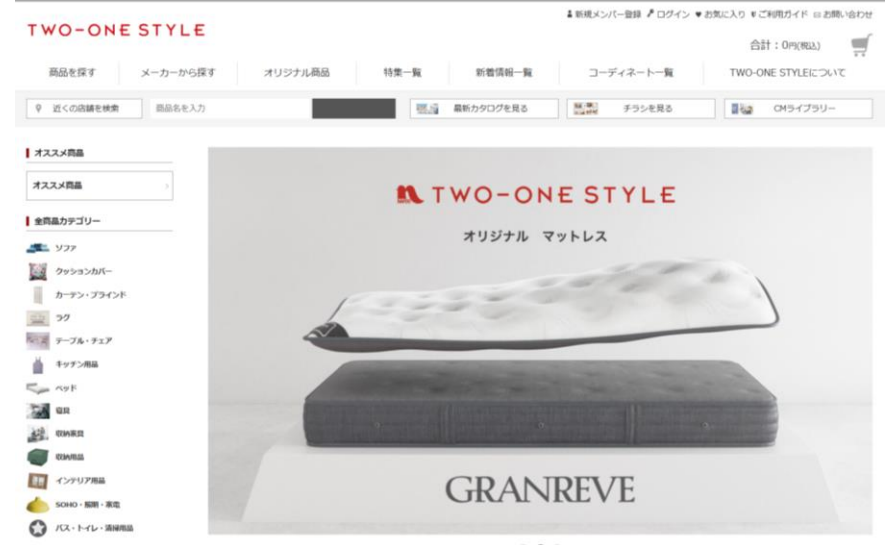 新規メンバー登録 ログイン お気に入り ご利用ガイド お問い合わせ
TWO-ONE STYLE
合計:0円(税込)
商品を探す メーカーから探す オリジナル商品 特集一覧 新着情報一覧 コーディネート一覧 TWO-ONE STYLEについて
近くの店舗を検索 商品名を入力 最新カタログを見る チラシを見る CMライブラリー
オススメ商品
オススメ商品
全商品カテゴリー
ソファ
クッションカバー
カーテン・ブラインド
ラグ
テーブル・チェア
キッチン用品
ベッド
寝具
収納家具
収納用品
インテリア用品
SOHO・照明・家電
バス・トイレ・清掃用品
TWO-ONE STYLE
オリジナル マットレス
GRANREVE